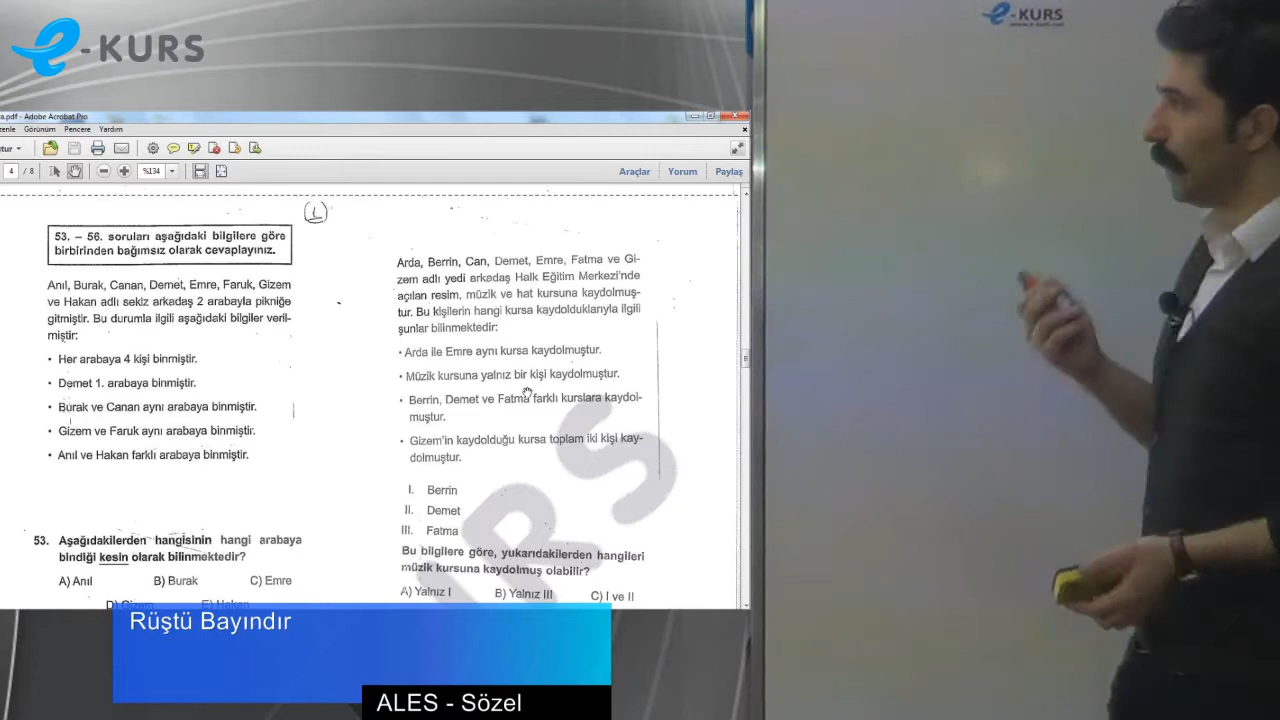 e-KURS
e-KURS
a.pdf - Adobe Acrobat Pro
enle Görünüm Pencere Yardım
tur
4 / 8 %134 Araçlar Yorum Paylaş
L
53. – 56. soruları aşağıdaki bilgilere göre
birbirinden bağımsız olarak cevaplayınız.
Anıl, Burak, Canan, Demet, Emre, Faruk, Gizem
ve Hakan adlı sekiz arkadaş 2 arabayla pikniğe
gitmiştir. Bu durumla ilgili aşağıdaki bilgiler veril-
miştir:
• Her arabaya 4 kişi binmiştir.
• Demet 1. arabaya binmiştir.
• Burak ve Canan aynı arabaya binmiştir.
• Gizem ve Faruk aynı arabaya binmiştir.
• Anıl ve Hakan farklı arabaya binmiştir.
53. Aşağıdakilerden hangisinin hangi arabaya
bindiği kesin olarak bilinmektedir?
A) Anıl B) Burak C) Emre
D) Gizem E) Hakan
Arda, Berrin, Can, Demet, Emre, Fatma ve Gi-
zem adlı yedi arkadaş Halk Eğitim Merkezi'nde
açılan resim, müzik ve hat kursuna kaydolmuş-
tur. Bu kişilerin hangi kursa kaydolduklarıyla ilgili
şunlar bilinmektedir:
• Arda ile Emre aynı kursa kaydolmuştur.
• Müzik kursuna yalnız bir kişi kaydolmuştur.
• Berrin, Demet ve Fatma farklı kurslara kaydol-
muştur.
• Gizem'in kaydolduğu kursa toplam iki kişi kay-
dolmuştur.
I. Berrin
II. Demet
III. Fatma
Bu bilgilere göre, yukarıdakilerden hangileri
müzik kursuna kaydolmuş olabilir?
A) Yalnız I B) Yalnız III C) I ve II
URS
Rüştü Bayındır
ALES - Sözel